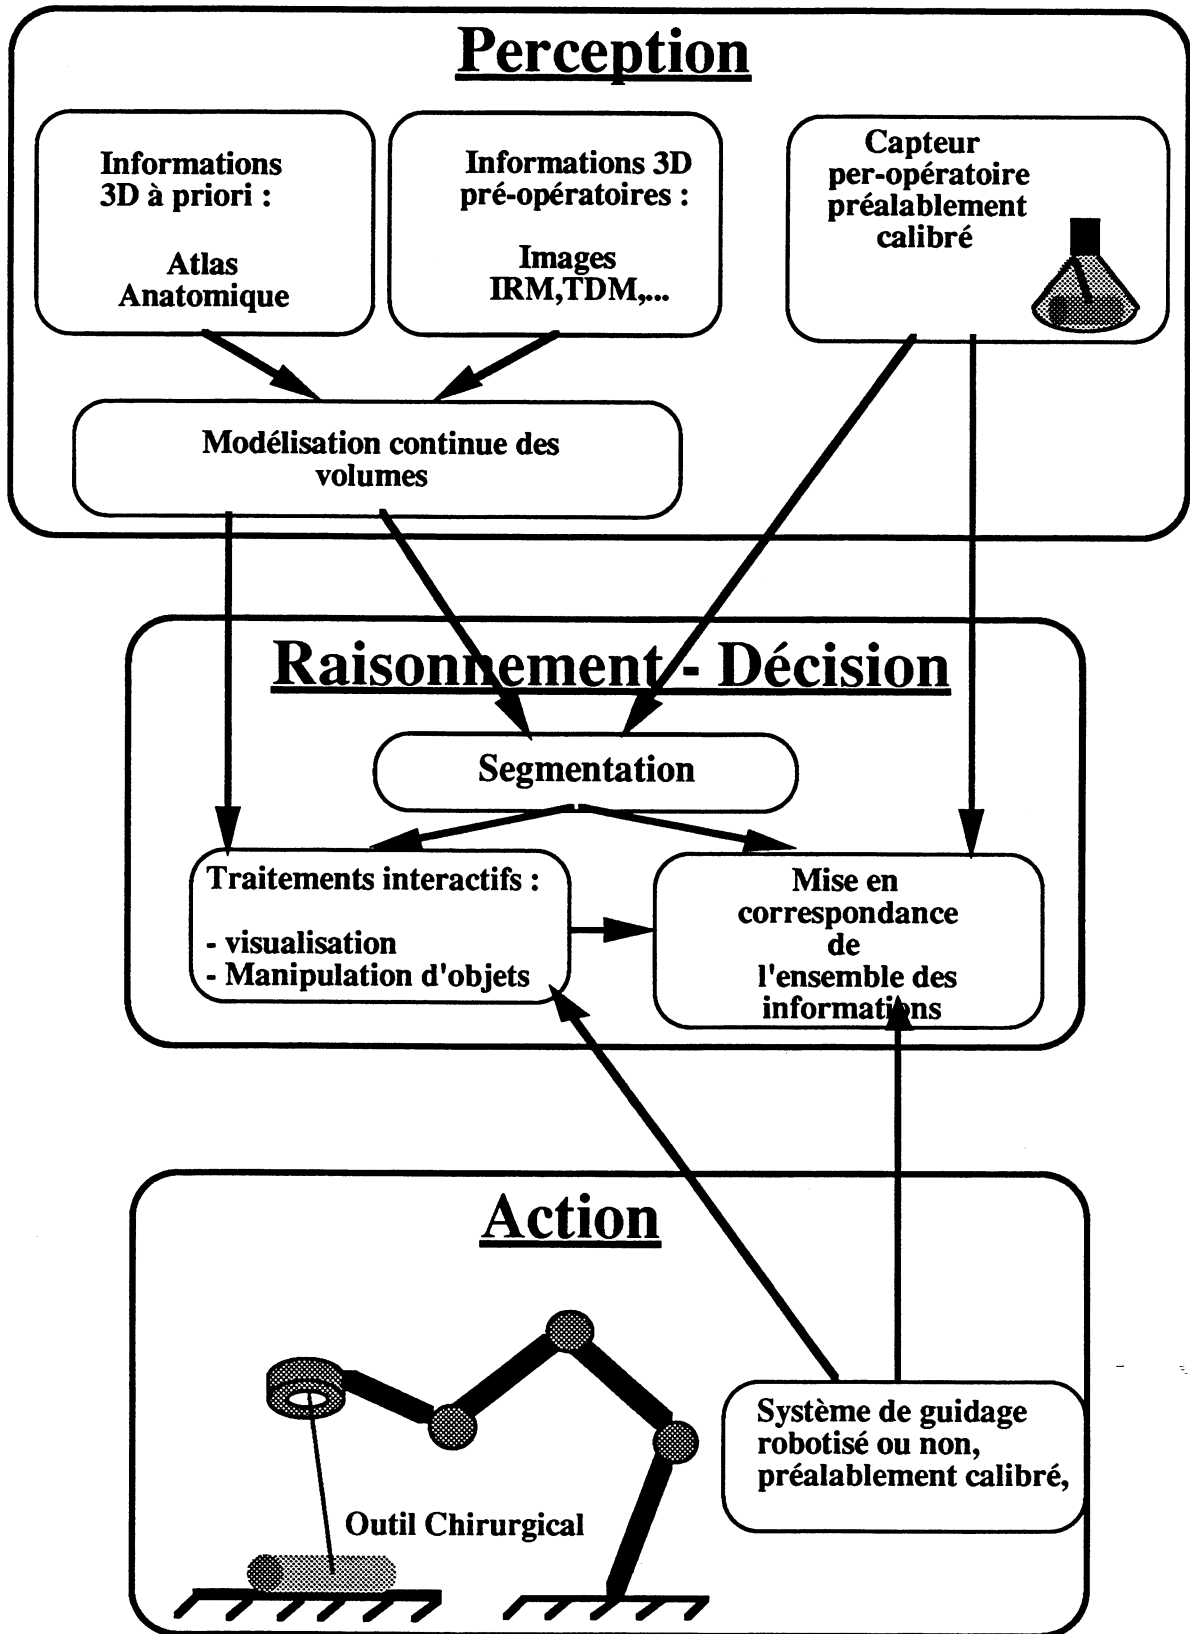 Perception
Informations
3D à priori :
Atlas
Anatomique
Informations 3D
pré-opératoires :
Images
IRM,TDM,...
Capteur
per-opératoire
préalablement
calibré
Modélisation continue des
volumes
Raisonnement - Décision
Segmentation
Traitements interactifs :
- visualisation
- Manipulation d'objets
Mise en
correspondance
de
l'ensemble des
informations
Action
Système de guidage
robotisé ou non,
préalablement calibré,
Outil Chirurgical